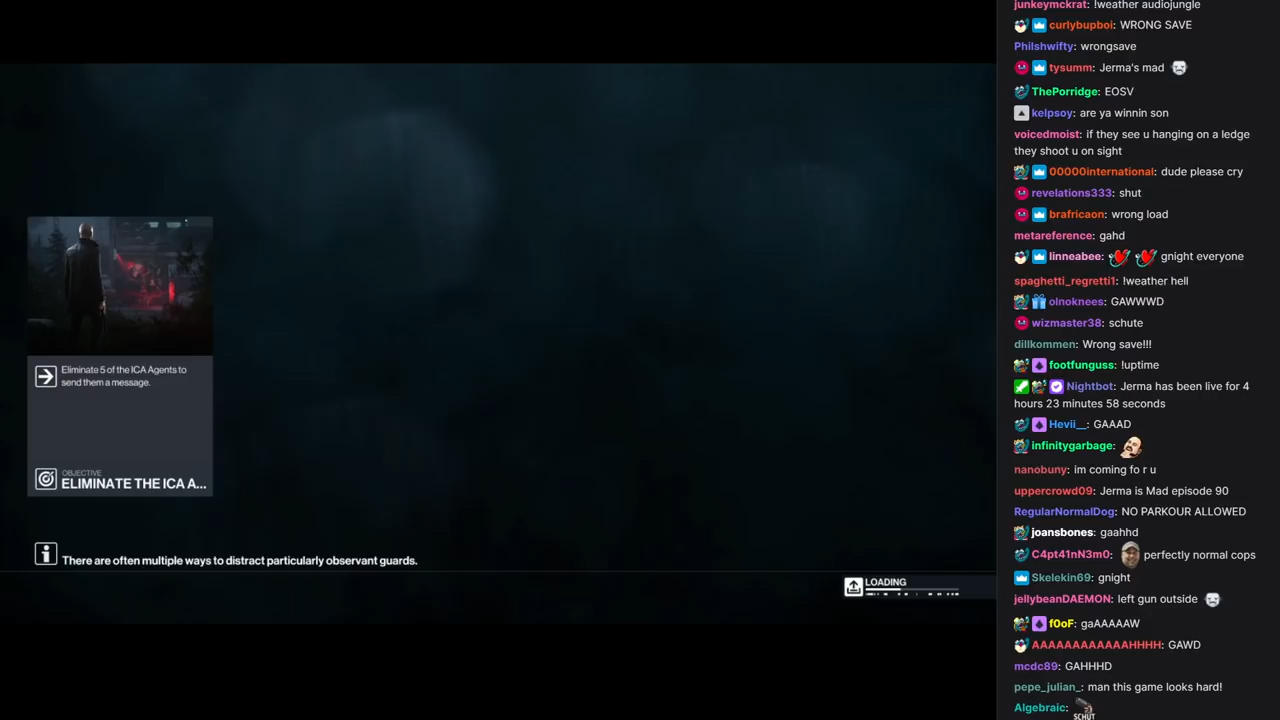 Eliminate 5 of the ICA Agents to
send them a message.
OBJECTIVE
ELIMINATE THE ICA A...
There are often multiple ways to distract particularly observant guards.
LOADING
junkeymckrat: !weather audiojungle
curlybupboi: WRONG SAVE
Philshwifty: wrongsave
tysumm: Jerma's mad
ThePorridge: EOSV
kelpsoy: are ya winnin son
voicedmoist: if they see u hanging on a ledge
they shoot u on sight
00000international: dude please cry
revelations333: shut
brafricaon: wrong load
metareference: gahd
linneabee: gnight everyone
spaghetti_regretti1: !weather hell
olnoknees: GAWWWD
wizmaster38: schute
dillkommen: Wrong save!!!
footfunguss: !uptime
Nightbot: Jerma has been live for 4
hours 23 minutes 58 seconds
Hevii__: GAAAD
infinitygarbage:
nanobuny: im coming fo r u
uppercrowd09: Jerma is Mad episode 90
RegularNormalDog: NO PARKOUR ALLOWED
joansbones: gaahhd
C4pt41nN3m0: perfectly normal cops
Skelekin69: gnight
jellybeanDAEMON: left gun outside
f0oF: gaAAAAAW
AAAAAAAAAAAAHHHH: GAWD
mcdc89: GAHHHD
pepe_julian_: man this game looks hard!
Algebraic: SCHUT